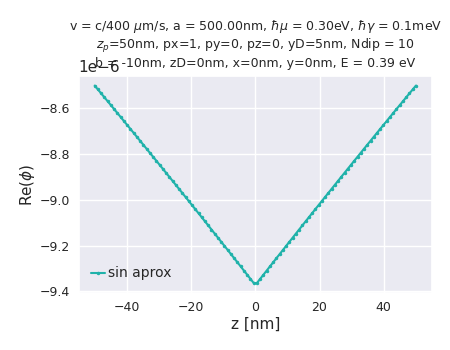 v = c/400 μm/s, a = 500.00nm, ℏμ = 0.30eV, ℏγ = 0.1meV
z_p=50nm, px=1, py=0, pz=0, yD=5nm, Ndip = 10
b = -10nm, zD=0nm, x=0nm, y=0nm, E = 0.39 eV
1e−6
−8.6
−8.8
−9.0
−9.2
−9.4
Re(ϕ)
sin aprox
−40 −20 0 20 40
z [nm]